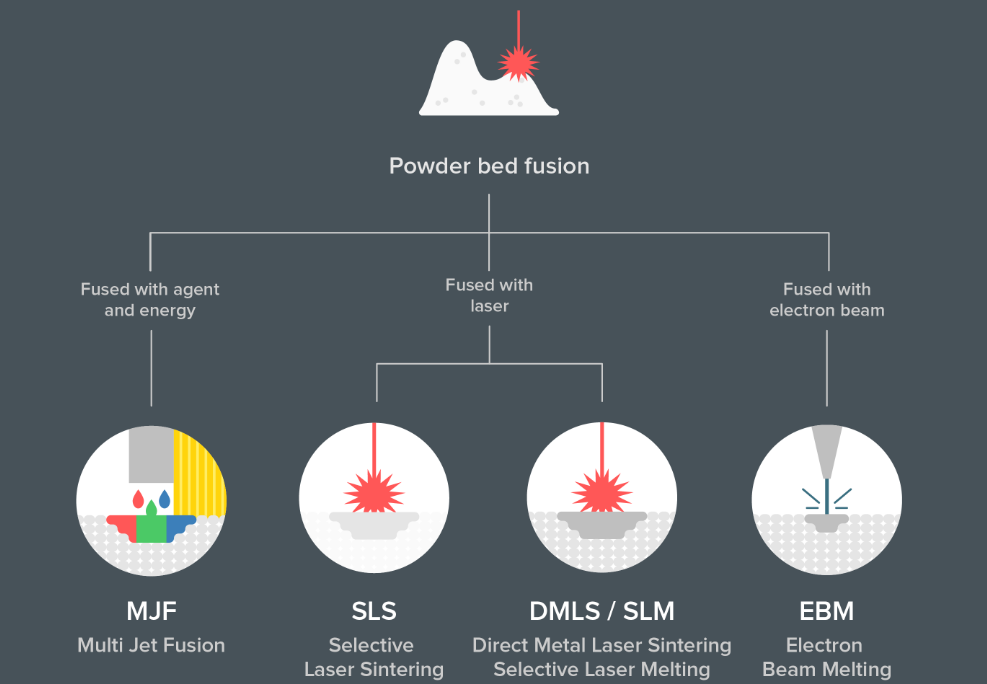 Powder bed fusion
Fused with agent
and energy
Fused with
laser
Fused with
electron beam
MJF
Multi Jet Fusion
SLS
Selective
Laser Sintering
DMLS / SLM
Direct Metal Laser Sintering
Selective Laser Melting
EBM
Electron
Beam Melting